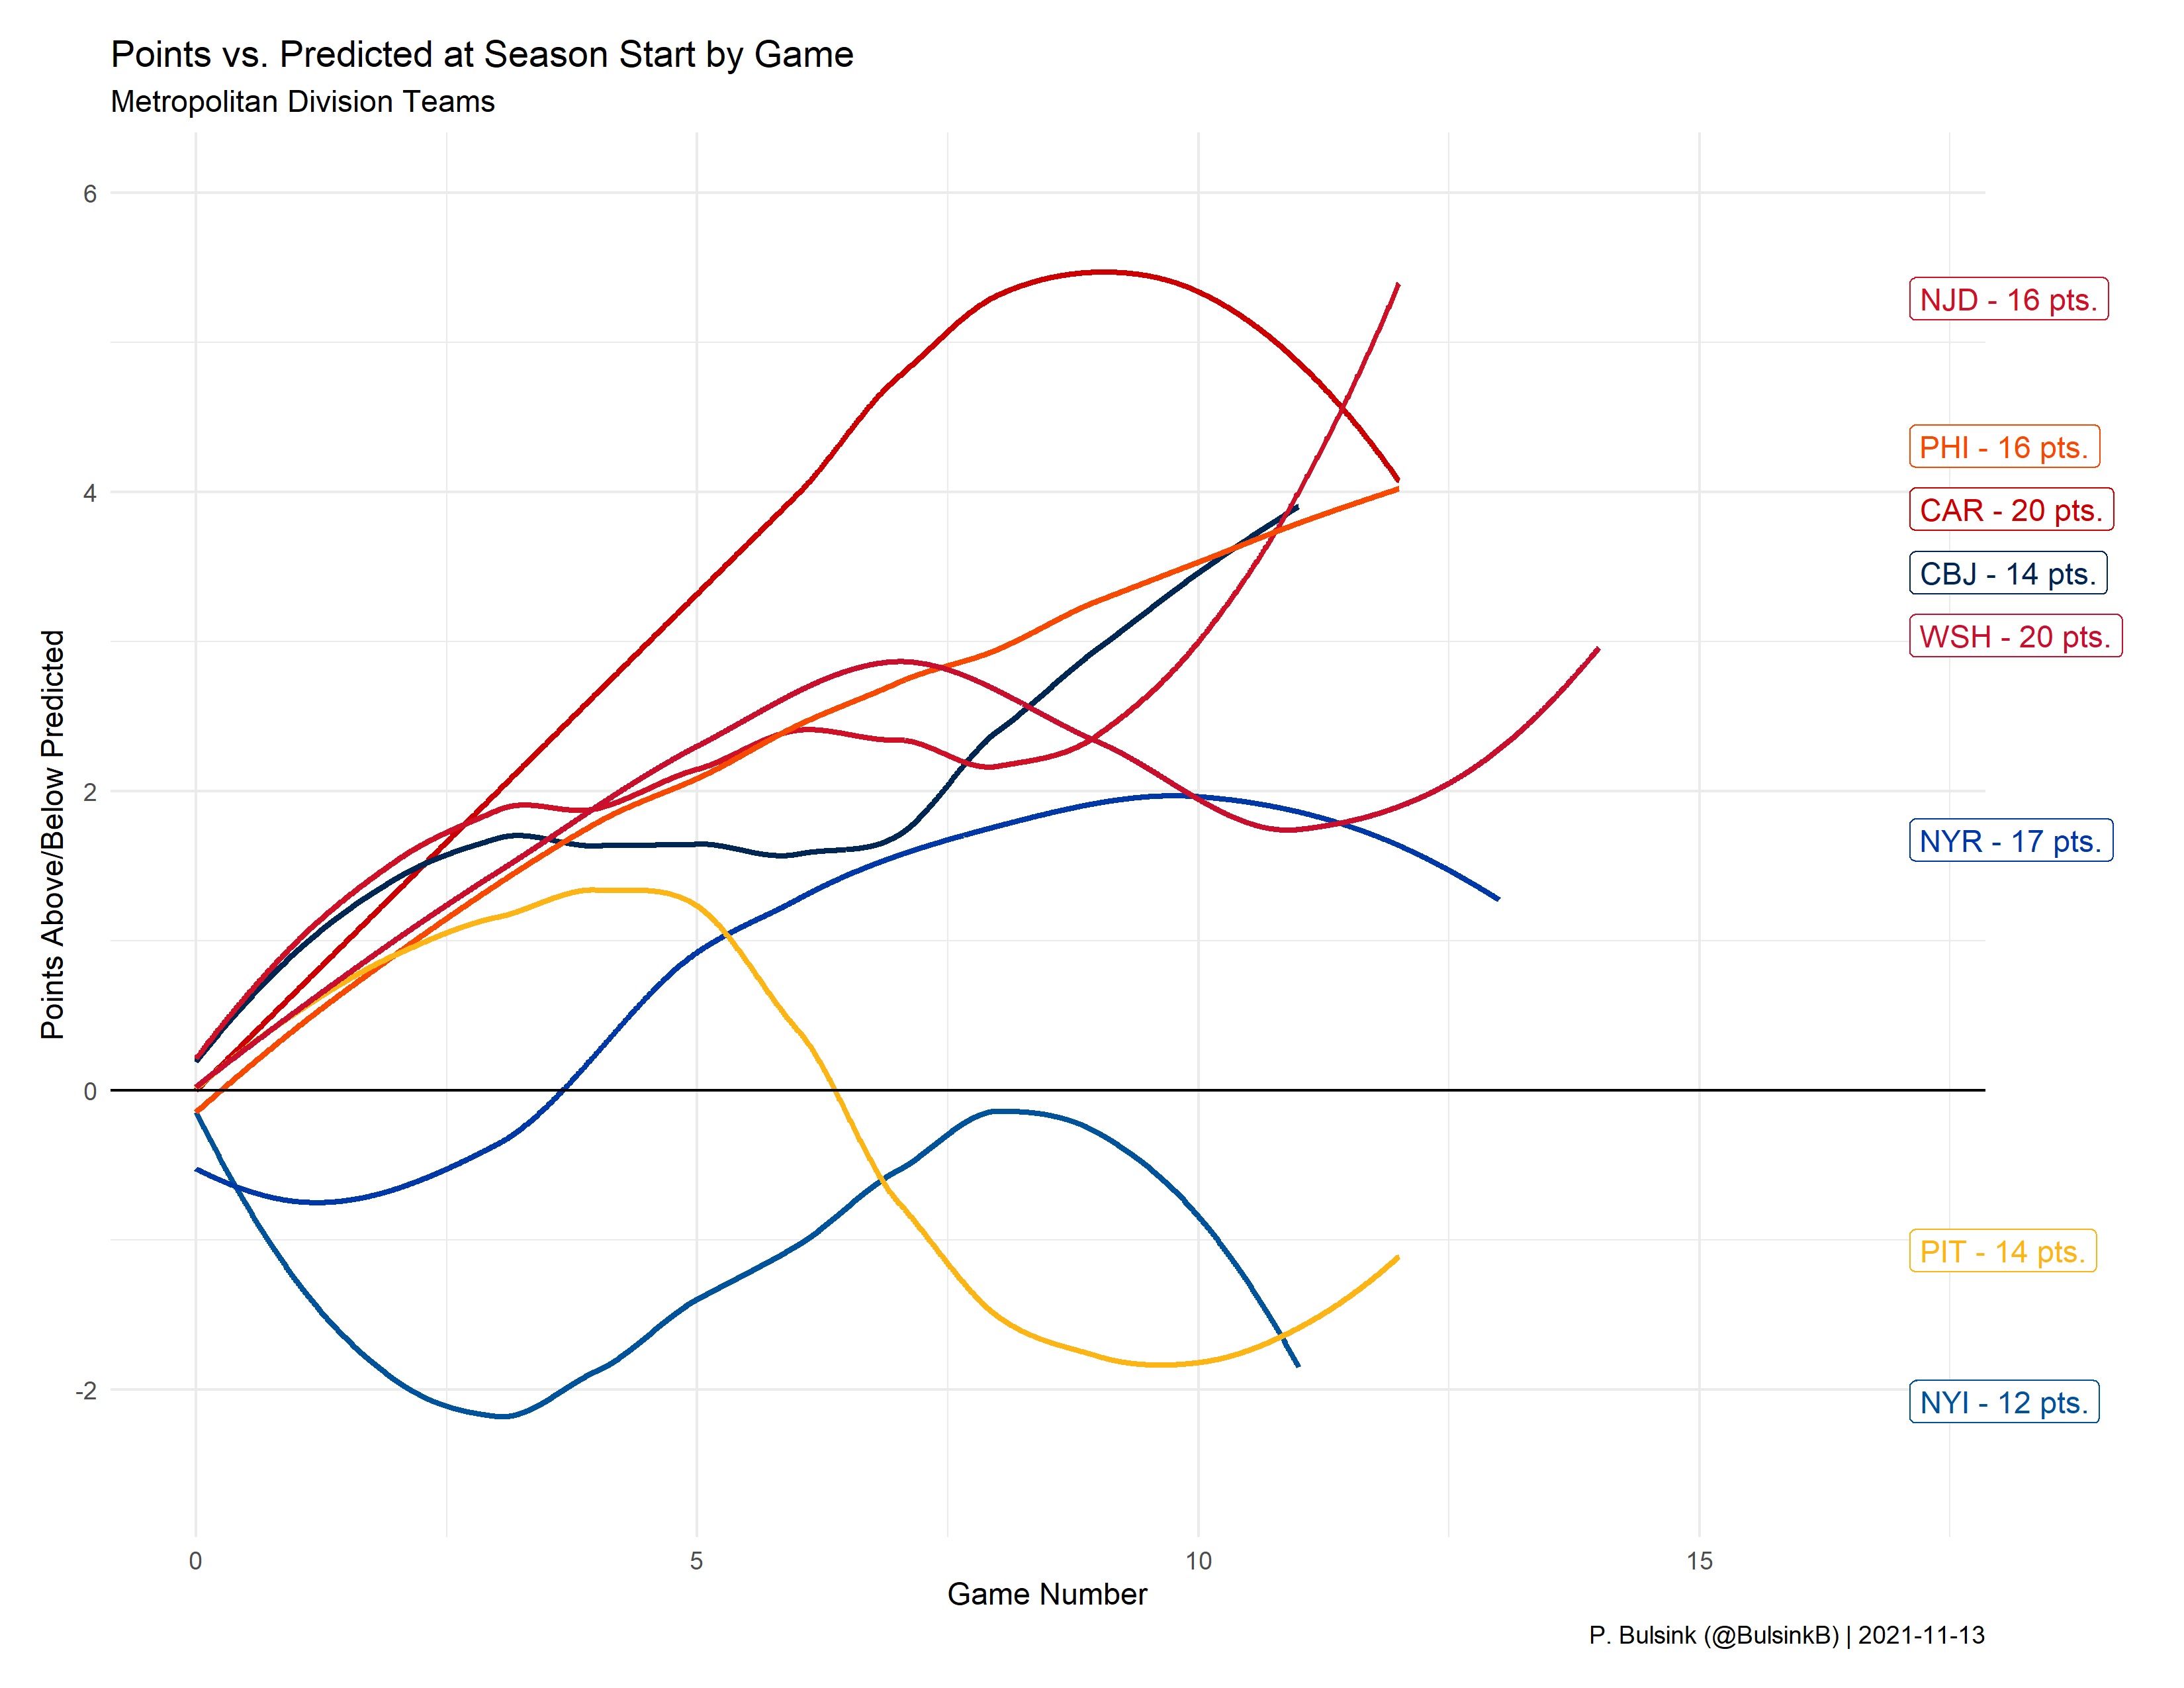 Points vs. Predicted at Season Start by Game
Metropolitan Division Teams
Points Above/Below Predicted
6
4
2
0
-2
NJD - 16 pts.
PHI - 16 pts.
CAR - 20 pts.
CBJ - 14 pts.
WSH - 20 pts.
NYR - 17 pts.
PIT - 14 pts.
NYI - 12 pts.
0 5 10 15
Game Number
P. Bulsink (@BulsinkB) | 2021-11-13